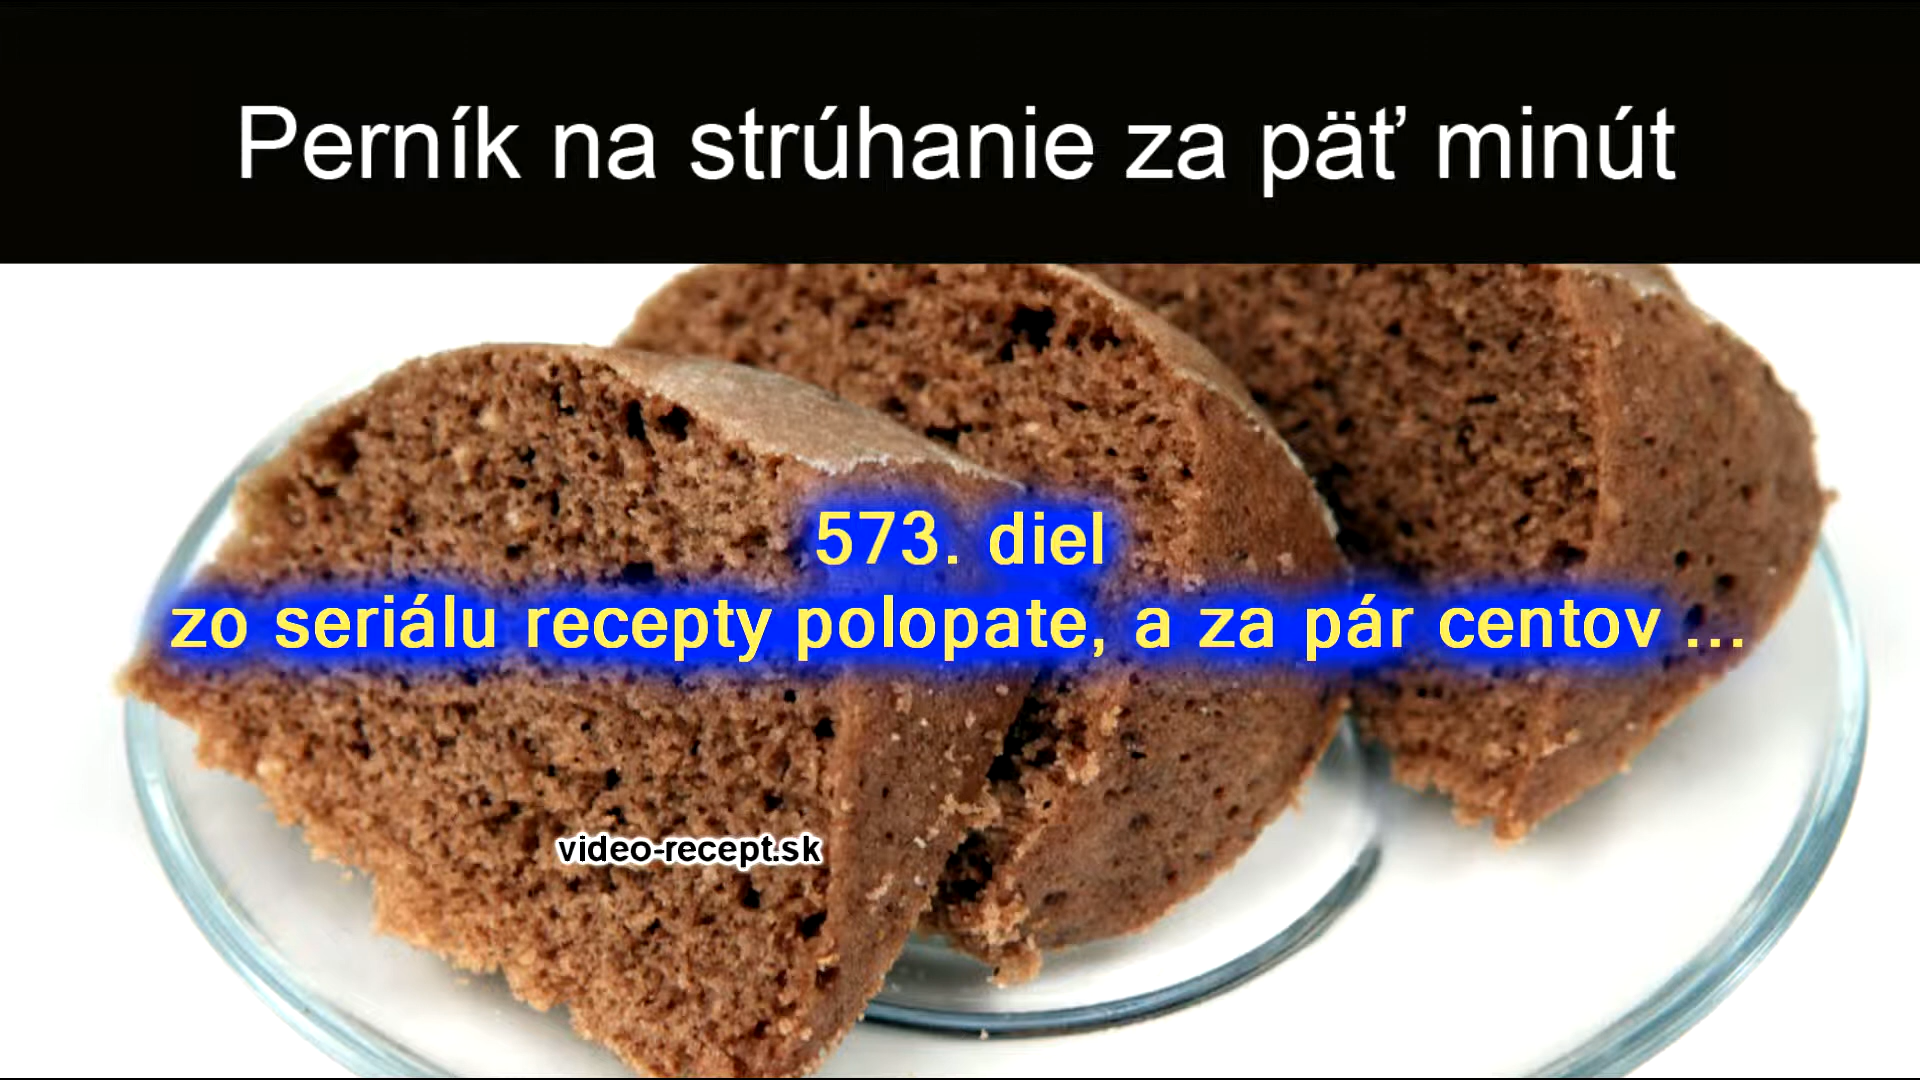 Perník na strúhanie za päť minút
573. diel
zo seriálu recepty polopate, a za pár centov ...
video-recept.sk